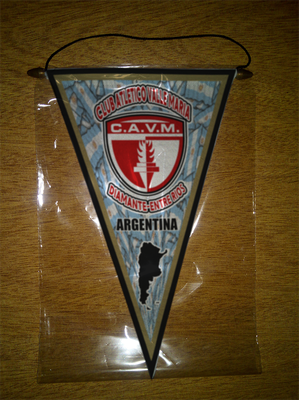 CLUB ATLETICO VALLE MARIA
C.A.V.M.
DIAMANTE-ENTRE RIOS
ARGENTINA